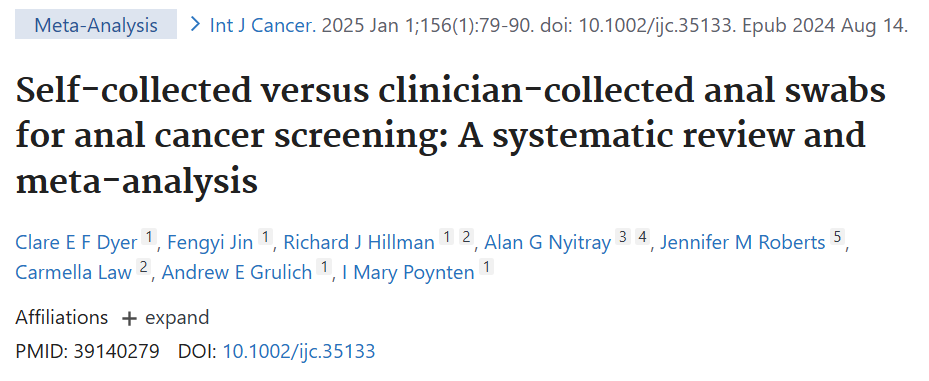 Meta-Analysis > Int J Cancer. 2025 Jan 1;156(1):79-90. doi: 10.1002/ijc.35133. Epub 2024 Aug 14.
Self-collected versus clinician-collected anal swabs
for anal cancer screening: A systematic review and
meta-analysis
Clare E F Dyer 1, Fengyi Jin 1, Richard J Hillman 1 2, Alan G Nyitray 3 4, Jennifer M Roberts 5,
Carmella Law 2, Andrew E Grulich 1, I Mary Poynten 1
Affiliations + expand
PMID: 39140279 DOI: 10.1002/ijc.35133